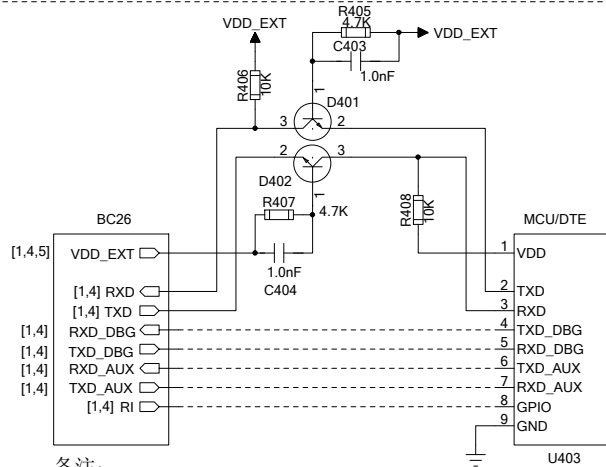 R405
4.7K
VDD_EXT
VDD_EXT
C403
1.0nF
R406
10K
1
D401
3
2
2
3
D402
1
R407
4.7K
R408
10K
BC26
MCU/DTE
[1,4,5]
VDD_EXT
1
VDD
1.0nF
C404
[1,4] RXD
2
TXD
[1,4] TXD
3
RXD
[1,4]
RXD_DBG
4
TXD_DBG
[1,4]
TXD_DBG
5
RXD_DBG
[1,4]
RXD_AUX
6
TXD_AUX
[1,4]
TXD_AUX
7
RXD_AUX
[1,4] RI
8
GPIO
9
GND
U403
备注: